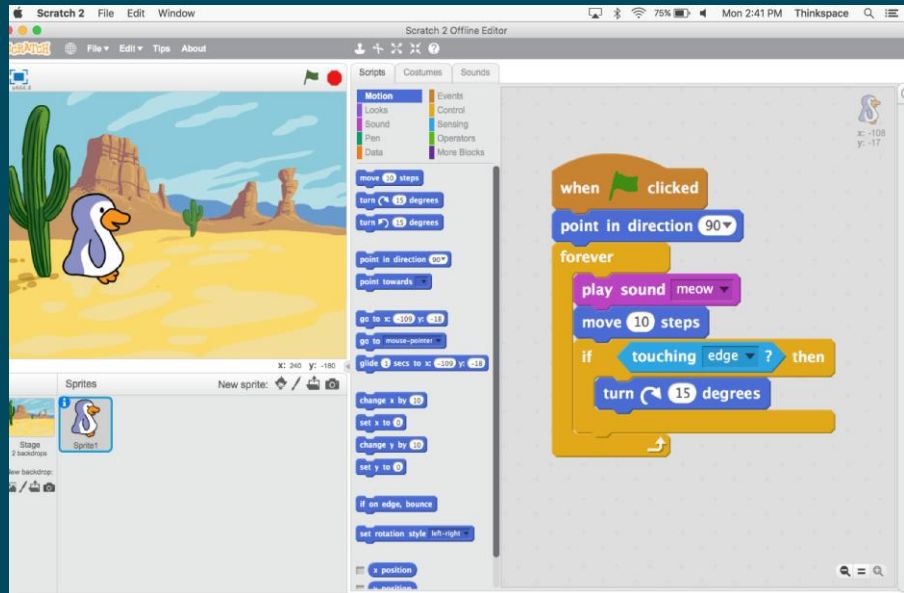 Scratch 2 File Edit Window 75% Mon 2:41 PM Thinkspace
Scratch 2 Offline Editor
SCRATCH File Edit Tips About
Scripts Costumes Sounds
Motion Events
Looks Control
Sound Sensing
Pen Operators
Data More Blocks
move 10 steps
turn 15 degrees
turn 15 degrees
point in direction 90
point towards
go to x: -109 y: -18
go to mouse-pointer
glide 1 secs to x: -109 y: -18
change x by 10
set x to 0
change y by 10
set y to 0
if on edge, bounce
set rotation style left-right
x position
y position
x: -108
y: -17
when clicked
point in direction 90
forever
play sound meow
move 10 steps
if touching edge ? then
turn 15 degrees
x: 240 y: -180
Sprites New sprite:
Stage
2 backdrops
New backdrop:
Sprite1